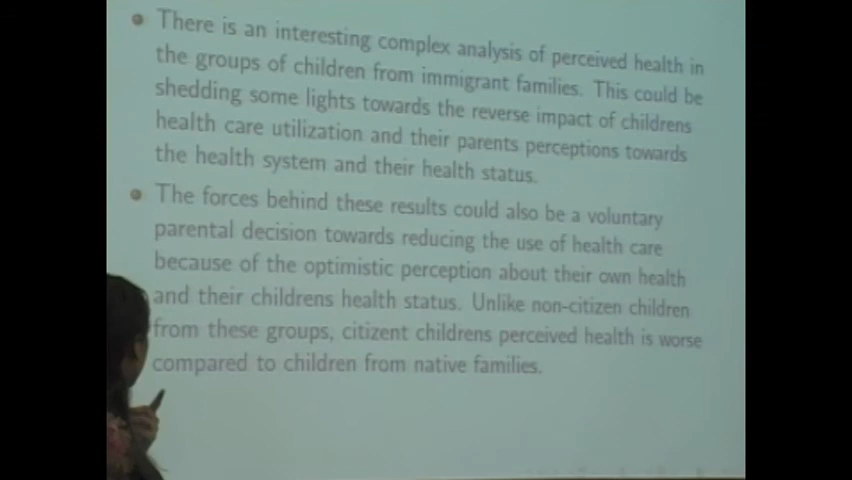 There is an interesting complex analysis of perceived health in
the groups of children from immigrant families. This could be
shedding some lights towards the reverse impact of childrens
health care utilization and their parents perceptions towards
the health system and their health status.
The forces behind these results could also be a voluntary
parental decision towards reducing the use of health care
because of the optimistic perception about their own health
and their childrens health status. Unlike non-citizen children
from these groups, citizent childrens perceived health is worse
compared to children from native families.